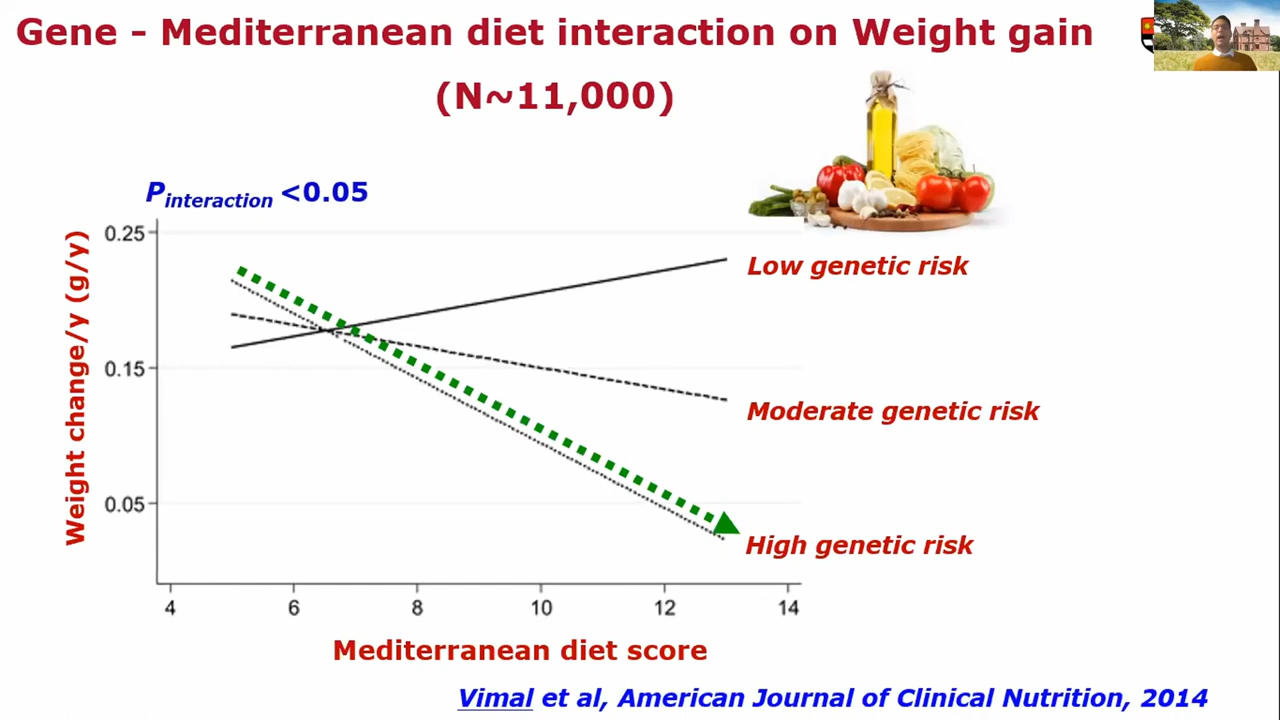 Gene - Mediterranean diet interaction on Weight gain
(N~11,000)
Pinteraction <0.05
Weight change/y (g/y)
0.25
0.15
0.05
Low genetic risk
Moderate genetic risk
High genetic risk
4 6 8 10 12 14
Mediterranean diet score
Vimal et al, American Journal of Clinical Nutrition, 2014